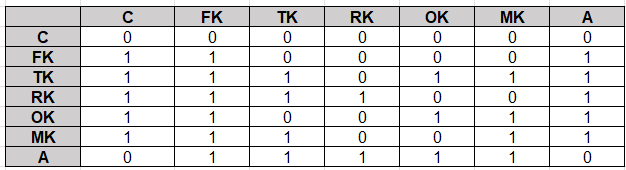 C FK TK RK OK MK A
C 0 0 0 0 0 0 0
FK 1 1 0 0 0 0 1
TK 1 1 1 0 1 1 1
RK 1 1 1 1 0 0 1
OK 1 1 0 0 1 1 1
MK 1 1 1 0 0 1 1
A 0 1 1 1 1 1 0